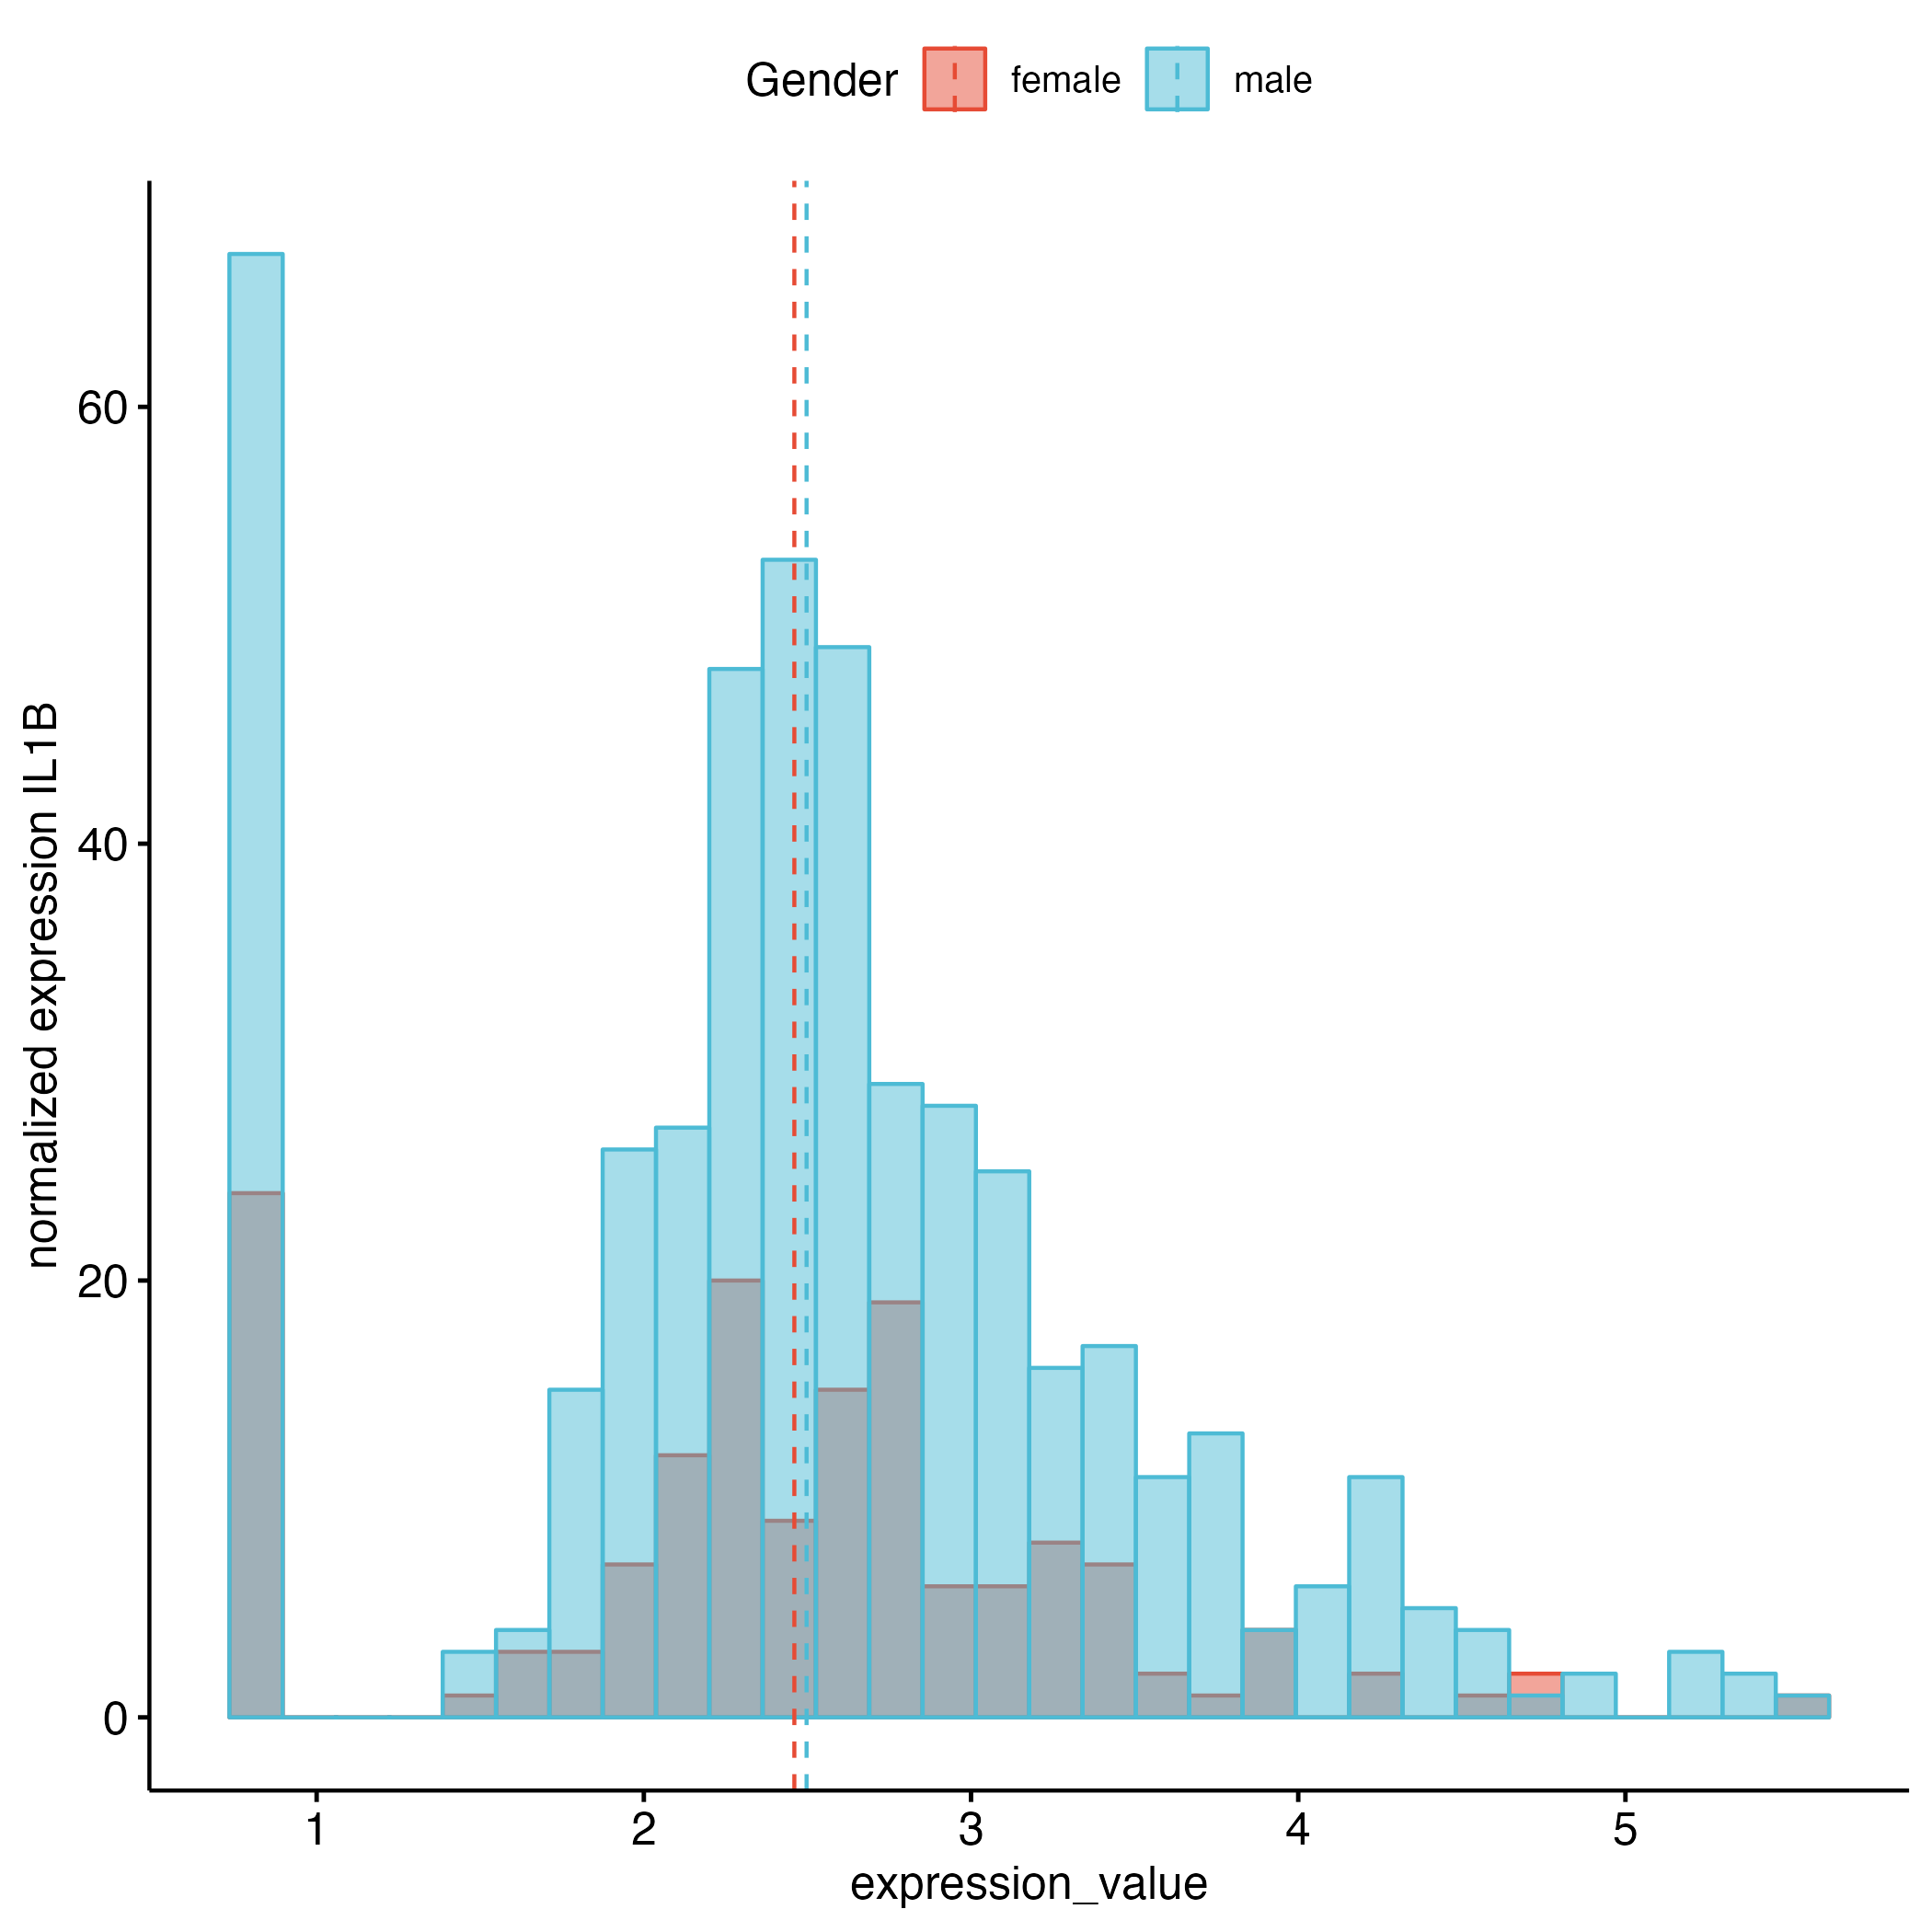 Gender female male
normalized expression IL1B
60
40
20
0
1 2 3 4 5
expression_value